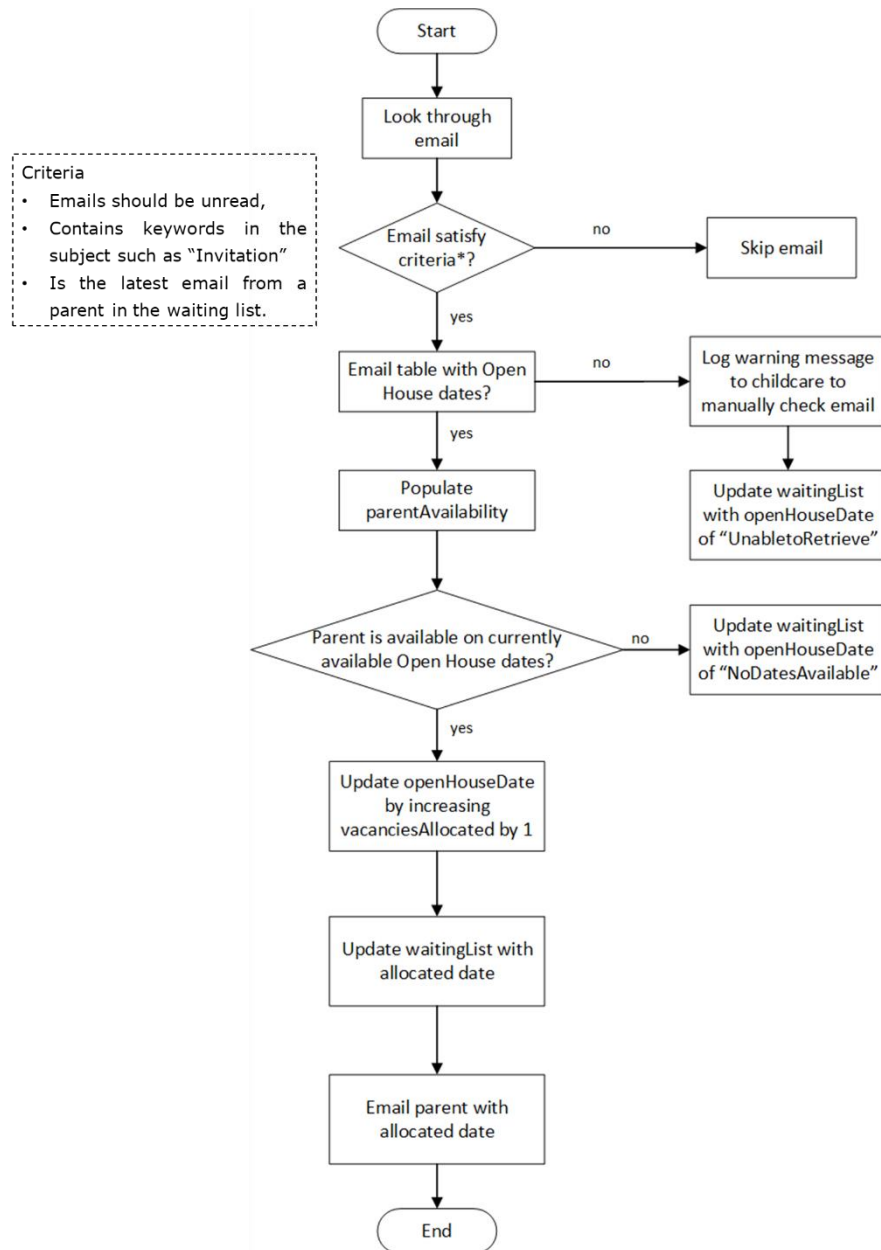 Start
Look through
email
Criteria
• Emails should be unread,
• Contains keywords in the
subject such as “Invitation”
• Is the latest email from a
parent in the waiting list.
Email satisfy
criteria*?
no
Skip email
yes
Email table with Open
House dates?
no
Log warning message
to childcare to
manually check email
yes
Populate
parentAvailability
Update waitingList
with openHouseDate
of “UnabletoRetrieve”
Parent is available on currently
available Open House dates?
no
Update waitingList
with openHouseDate
of “NoDatesAvailable”
yes
Update openHouseDate
by increasing
vacanciesAllocated by 1
Update waitingList with
allocated date
Email parent with
allocated date
End